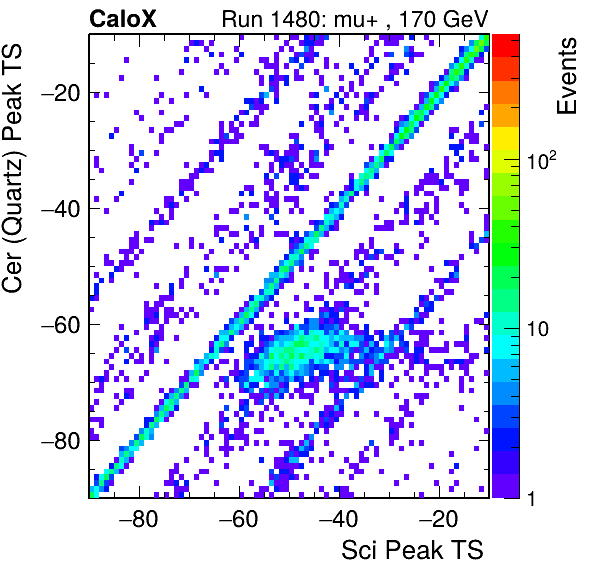 CaloX Run 1480: mu+ , 170 GeV
Cer (Quartz) Peak TS
Events
−20
−40
−60
−80
10²
10
1
−80 −60 −40 −20
Sci Peak TS